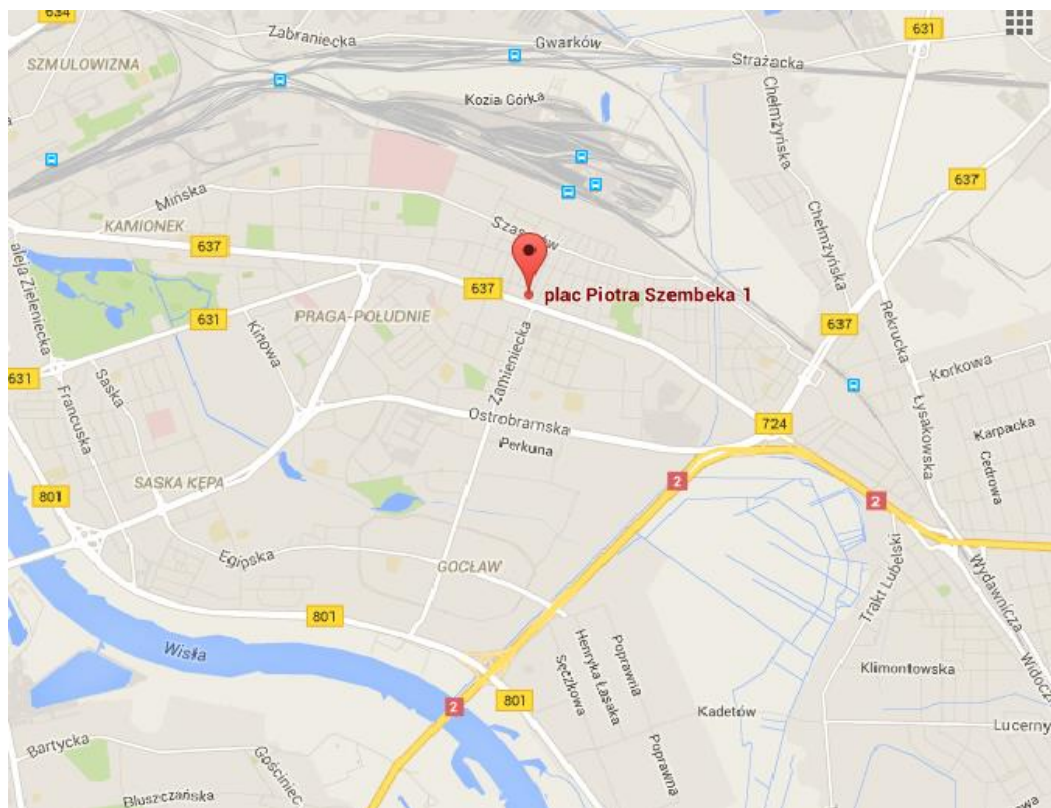 634
Zabraniecka
Gwarków
631
SZMULOWIZNA
Strażacka
Kozia Górka
Chełmżyńska
637
Mińska
KAMIONEK
Chełmżyńska
637
aleja Zieleniecka
637
plac Piotra Szembeka 1
631
PRAGA-POŁUDNIE
Kinowa
637
Rekrucka
Zamieniecka
Korkowa
631
Saska
Francuska
Ostrobramska
724
Łysakowska
Karpacka
Perkuna
Cedrowa
SASKA KĘPA
2
801
2
Egipska
GOCŁAW
Trakt Lubelski
Wydawnicza
801
Wisła
Henryka Łasaka
Sęczkowa
Poprawna
Klimontowska
801
2
Kadetów
Lucerny
Bartycka
Gościniec
Poprawna
Bluszczańska